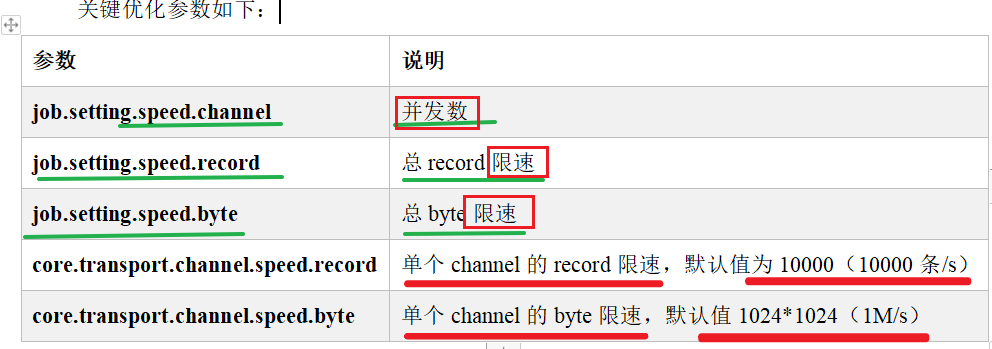 关键优化参数如下：
参数 说明
job.setting.speed.channel 并发数
job.setting.speed.record 总 record 限速
job.setting.speed.byte 总 byte 限速
core.transport.channel.speed.record 单个 channel 的 record 限速，默认值为 10000（10000 条/s）
core.transport.channel.speed.byte 单个 channel 的 byte 限速，默认值 1024*1024（1M/s）